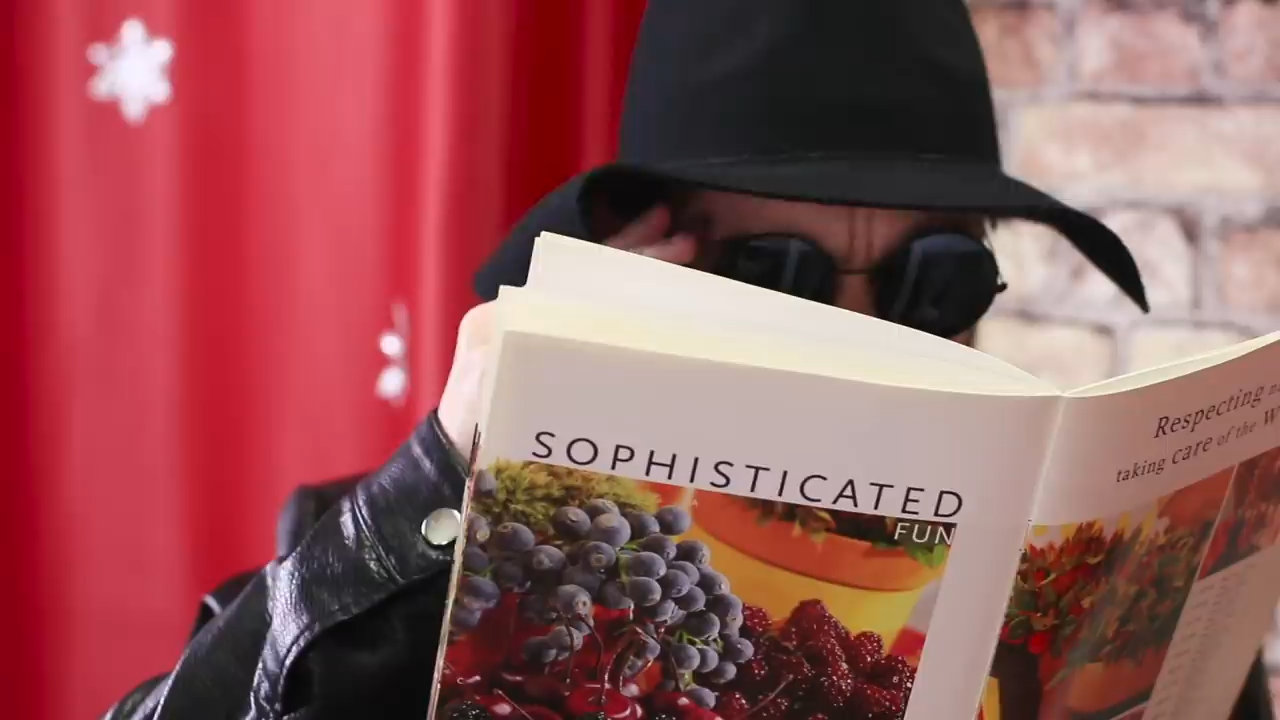 SOPHISTICATED
FUN
Respecting
taking care of the